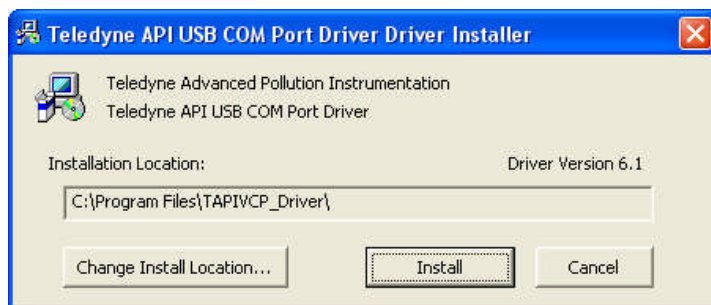 Teledyne API USB COM Port Driver Driver Installer
Teledyne Advanced Pollution Instrumentation
Teledyne API USB COM Port Driver
Installation Location: Driver Version 6.1
C:\Program Files\TAPIVCP_Driver\
Change Install Location... Install Cancel